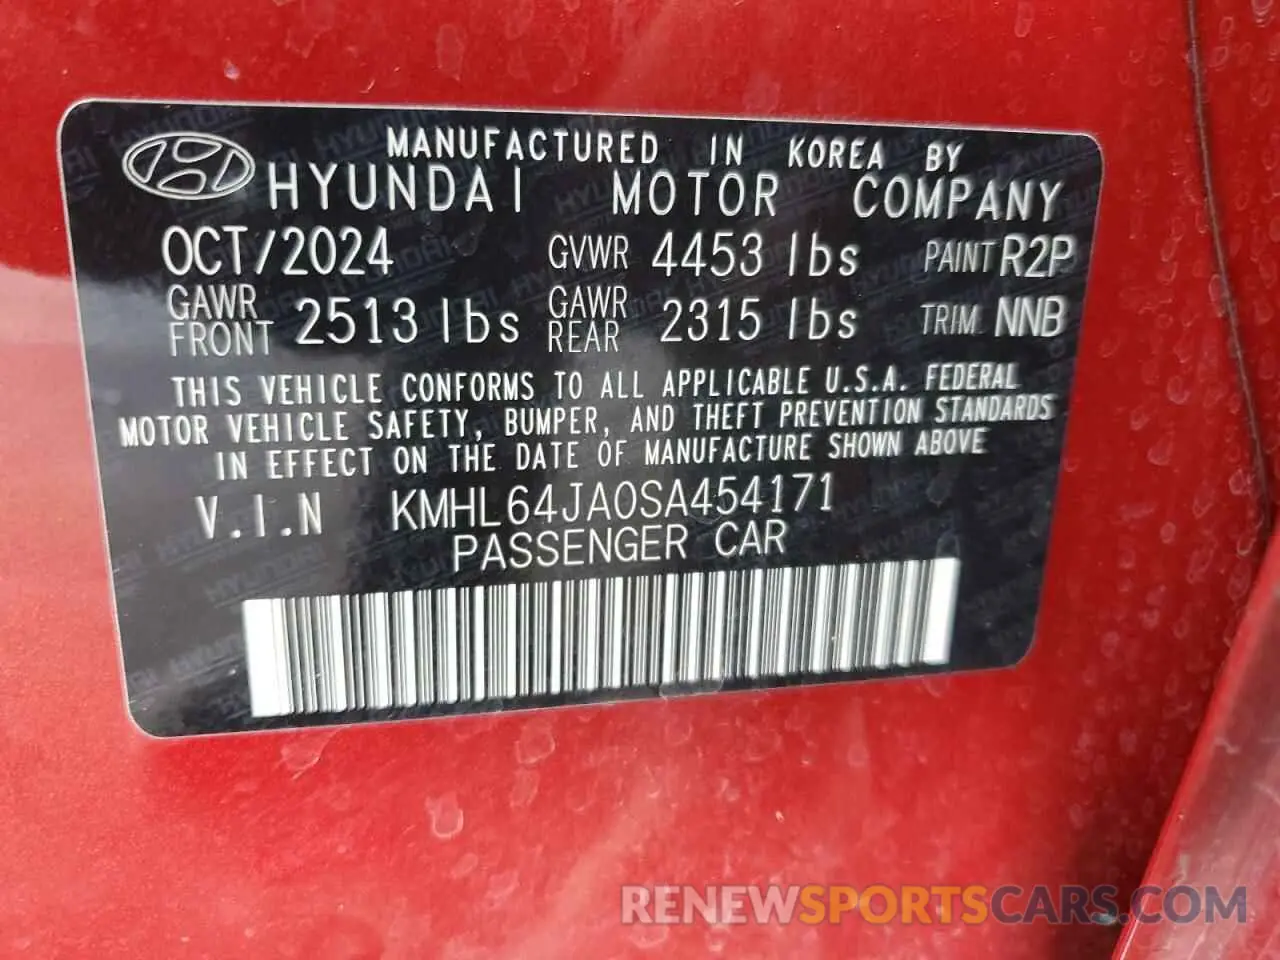 MANUFACTURED IN KOREA BY
HYUNDAI MOTOR COMPANY
OCT/2024 GVWR 4453 lbs PAINT R2P
GAWR FRONT 2513 lbs GAWR REAR 2315 lbs TRIM NNB
THIS VEHICLE CONFORMS TO ALL APPLICABLE U.S.A. FEDERAL
MOTOR VEHICLE SAFETY, BUMPER, AND THEFT PREVENTION STANDARDS
IN EFFECT ON THE DATE OF MANUFACTURE SHOWN ABOVE
V.I.N KMHL64JA0SA454171
PASSENGER CAR
RENEWSPORTSCARS.COM